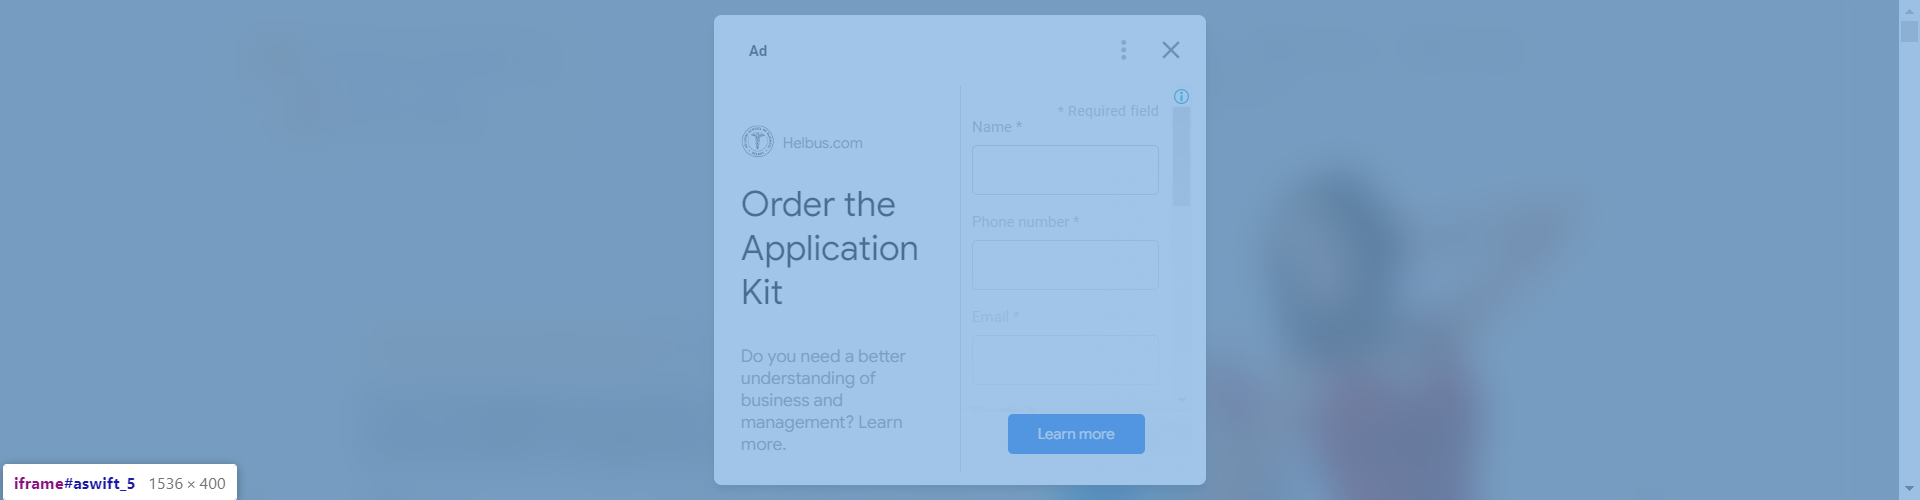 Ad
Helbus.com
Order the
Application
Kit
Do you need a better
understanding of
business and
management? Learn
more.
* Required field
Name *
Phone number *
Email *
Learn more
iframe#aswift_5 1536 × 400